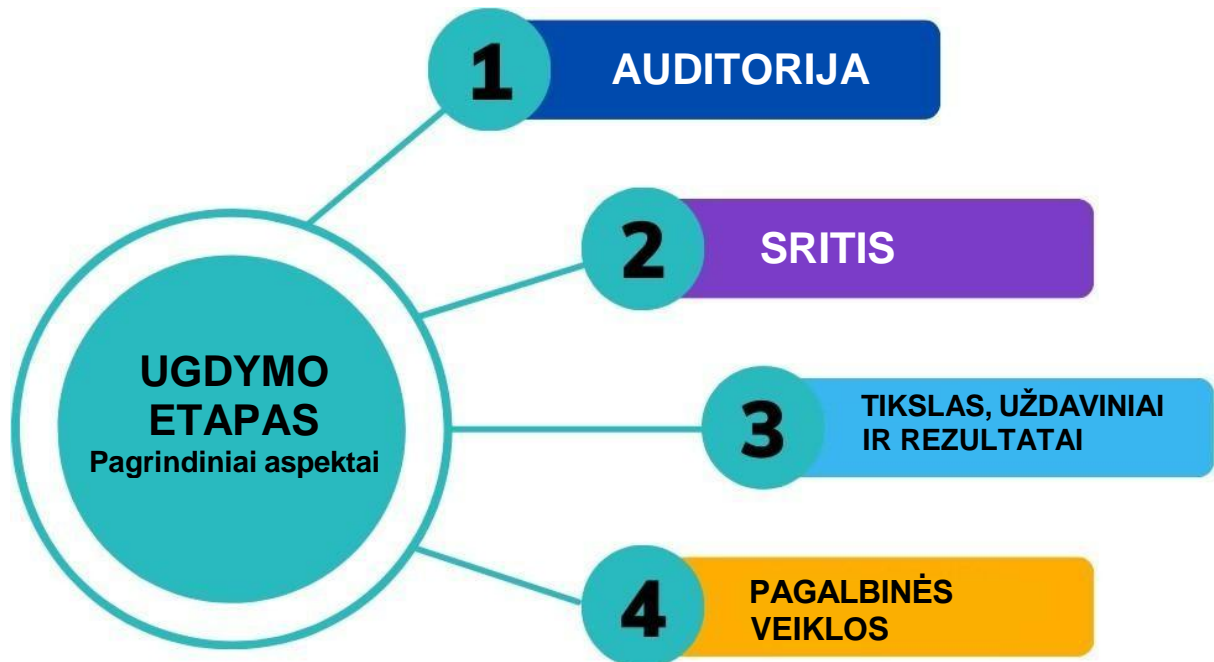 1
AUDITORIJA
2
SRITIS
UGDYMO
ETAPAS
Pagrindiniai aspektai
3
TIKSLAS, UŽDAVINIAI
IR REZULTATAI
4
PAGALBINĖS
VEIKLOS